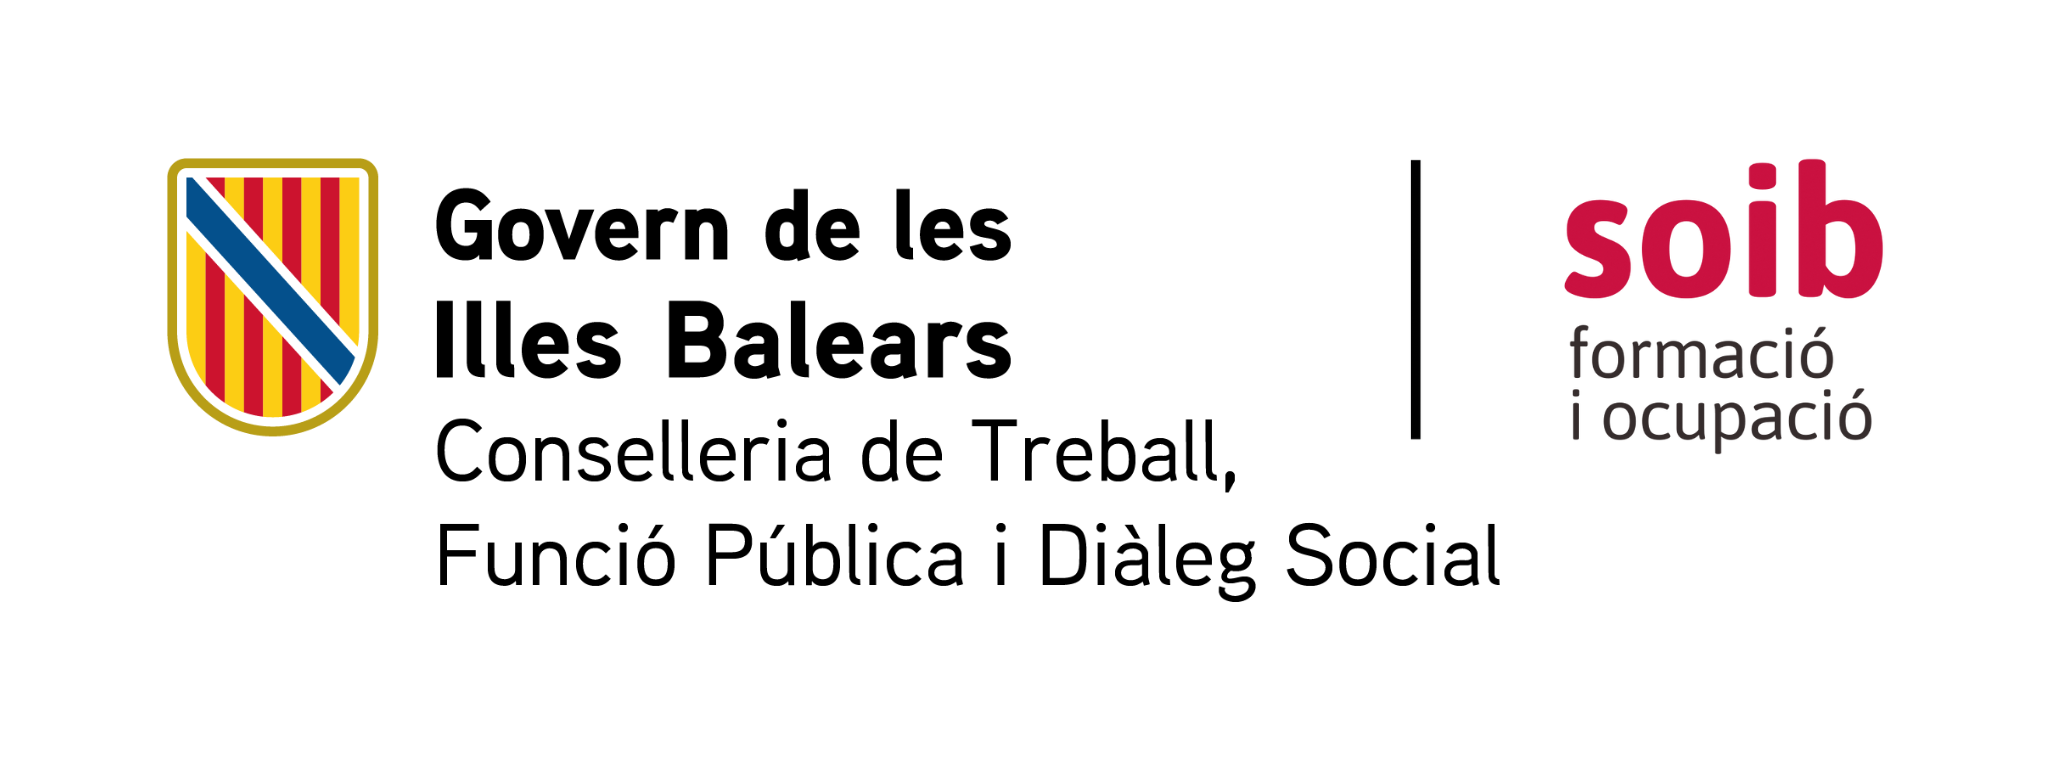 Govern de les
Illes Balears
Conselleria de Treball,
Funció Pública i Diàleg Social
soib
formació
i ocupació